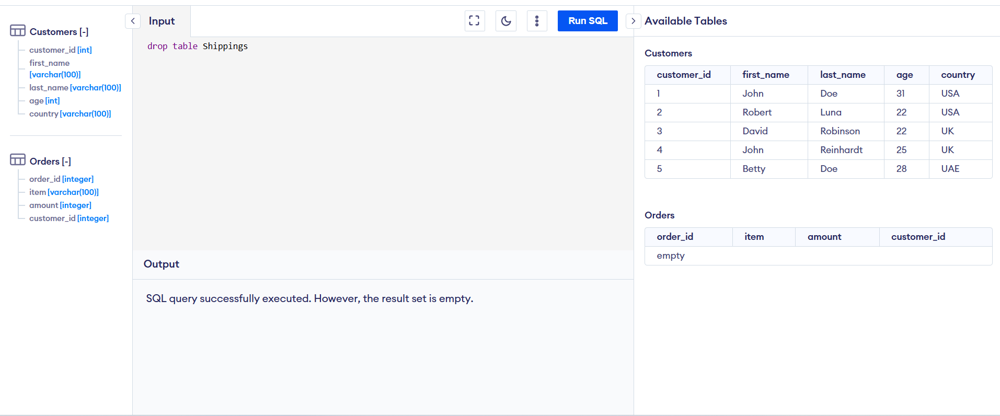 Customers [-]
customer_id [int]
first_name
[varchar(100)]
last_name [varchar(100)]
age [int]
country [varchar(100)]
Orders [-]
order_id [integer]
item [varchar(100)]
amount [integer]
customer_id [integer]
Input
Run SQL
drop table Shippings
Output
SQL query successfully executed. However, the result set is empty.
Available Tables
Customers
customer_id first_name last_name age country
1 John Doe 31 USA
2 Robert Luna 22 USA
3 David Robinson 22 UK
4 John Reinhardt 25 UK
5 Betty Doe 28 UAE
Orders
order_id item amount customer_id
empty